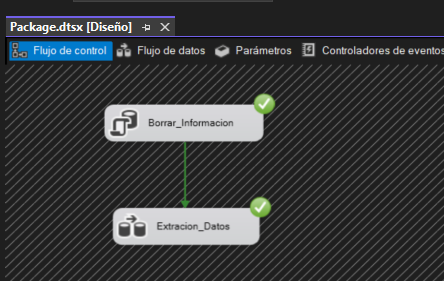 Package.dtsx [Diseño]
Flujo de control Flujo de datos Parámetros Controladores de eventos
Borrar_Informacion
Extracion_Datos